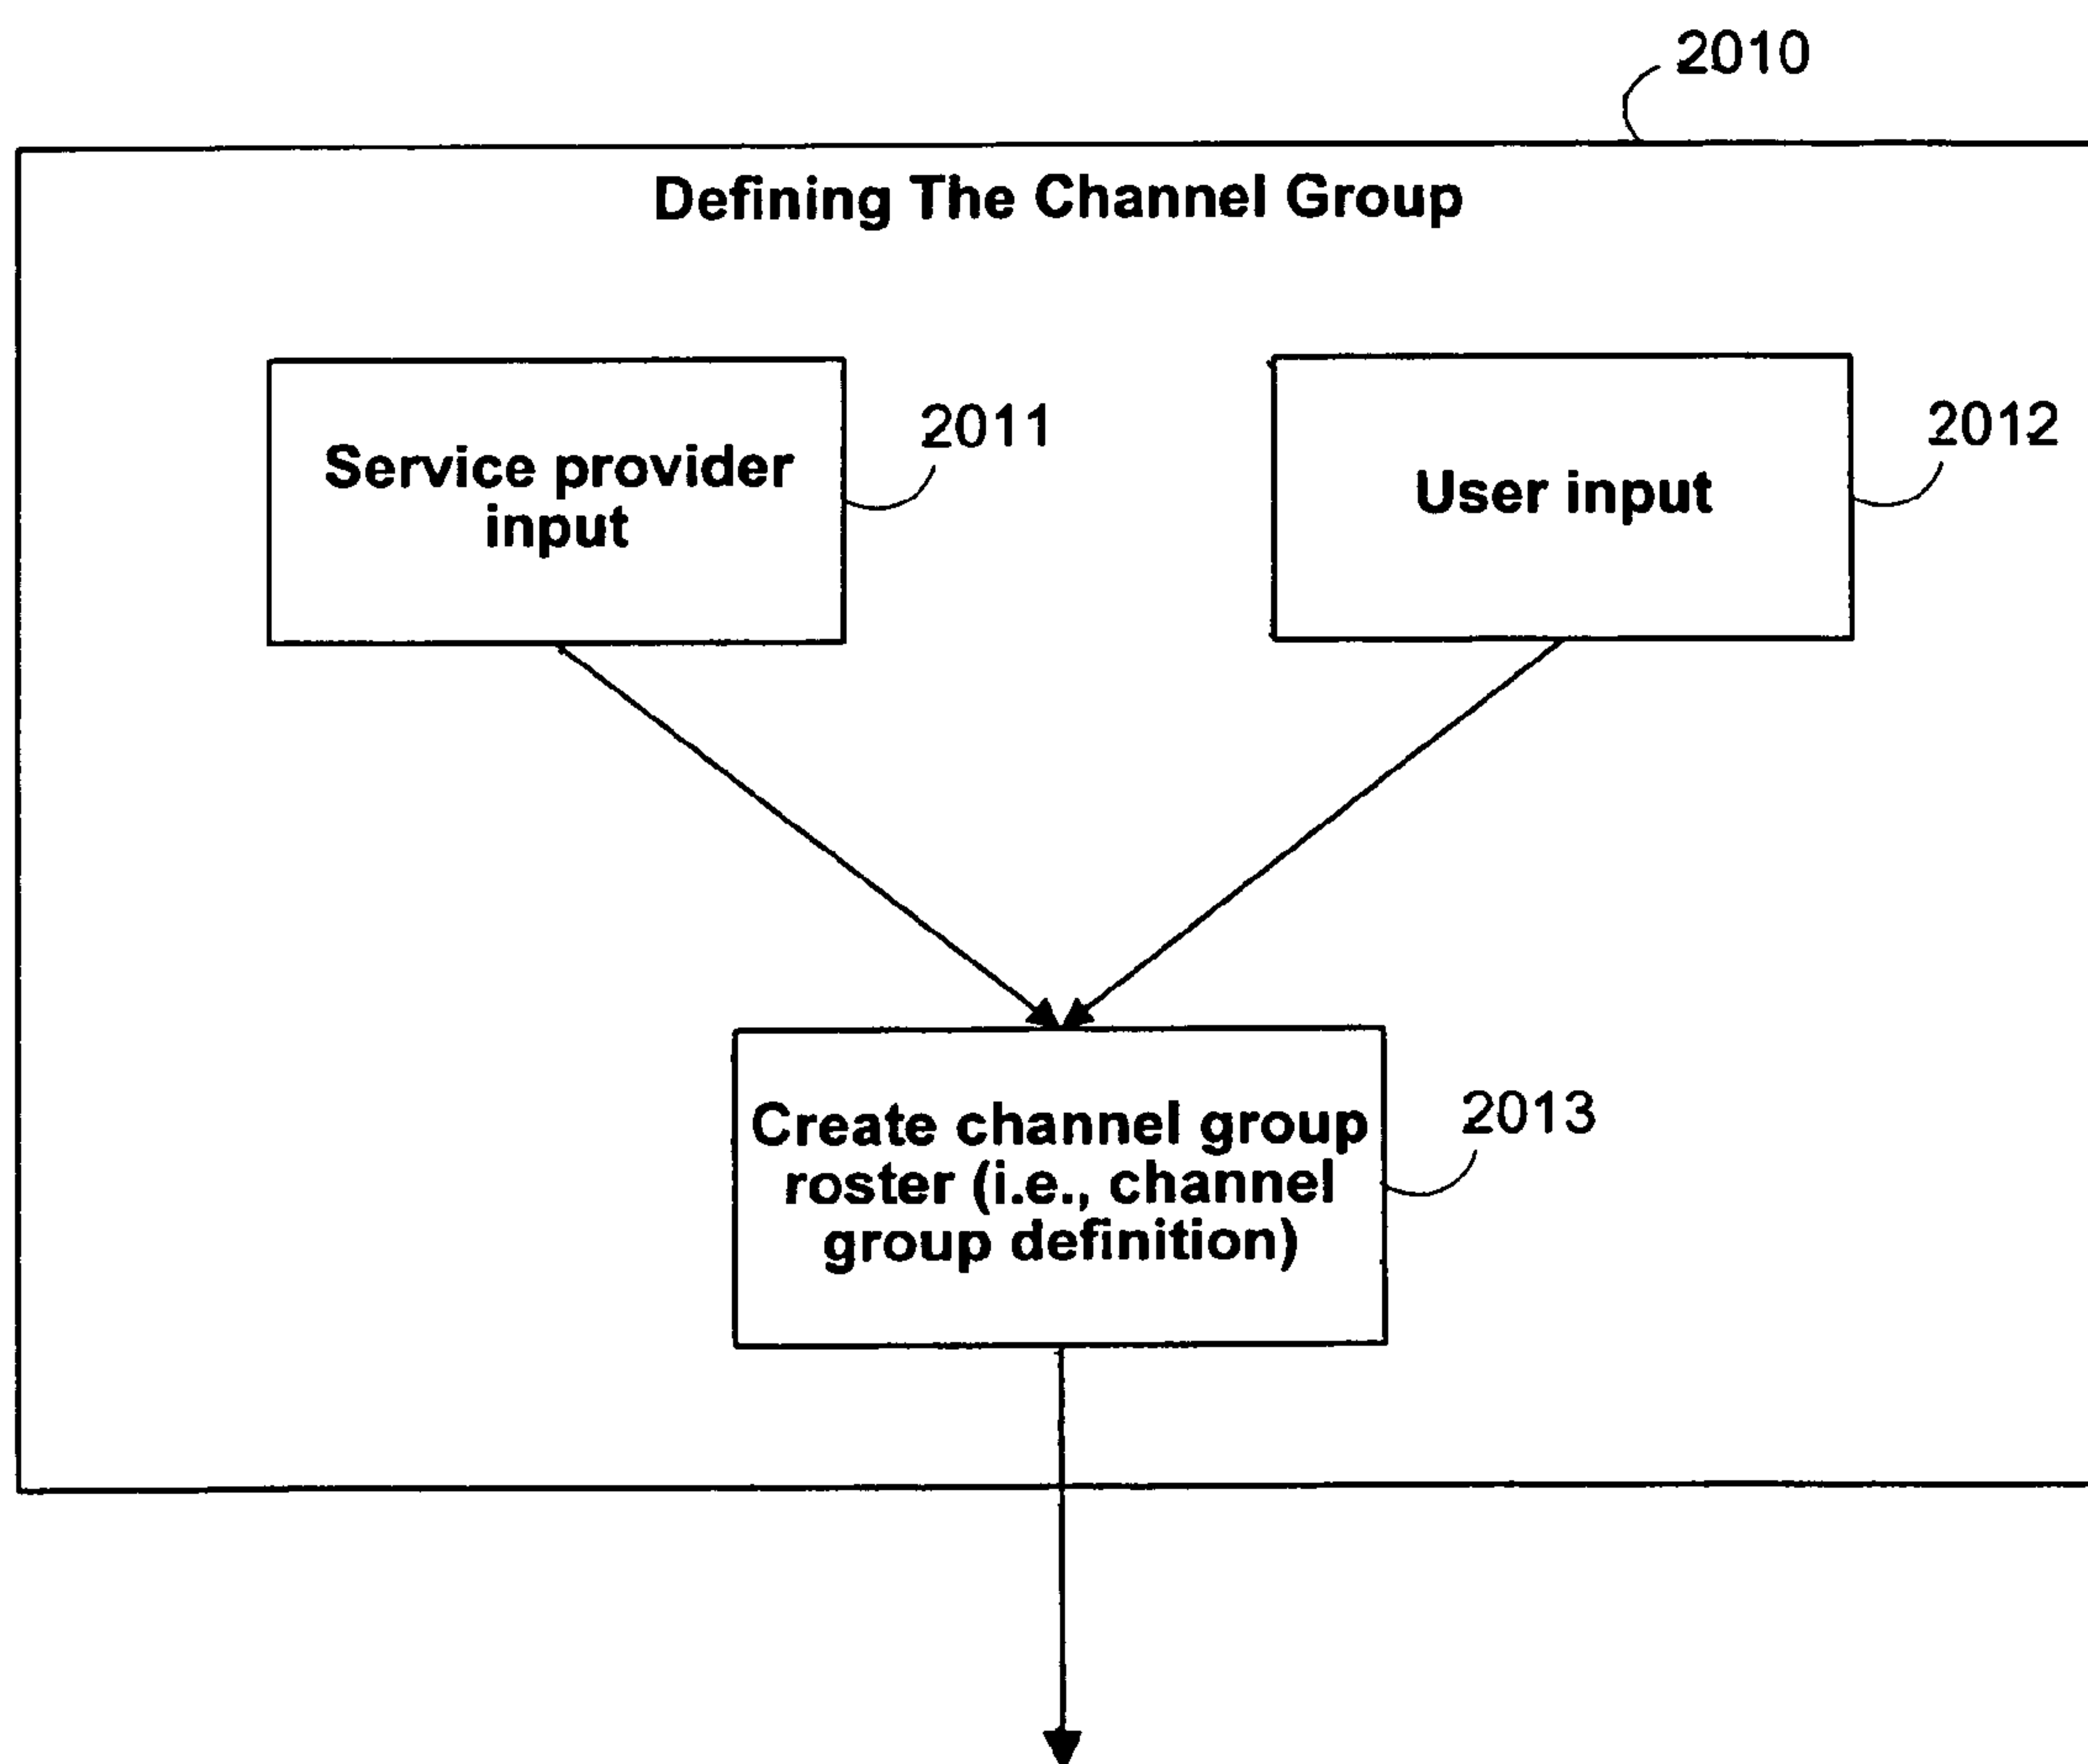 2010
Defining The Channel Group
Service provider
input
2011
User input
2012
Create channel group
roster (i.e., channel
group definition)
2013